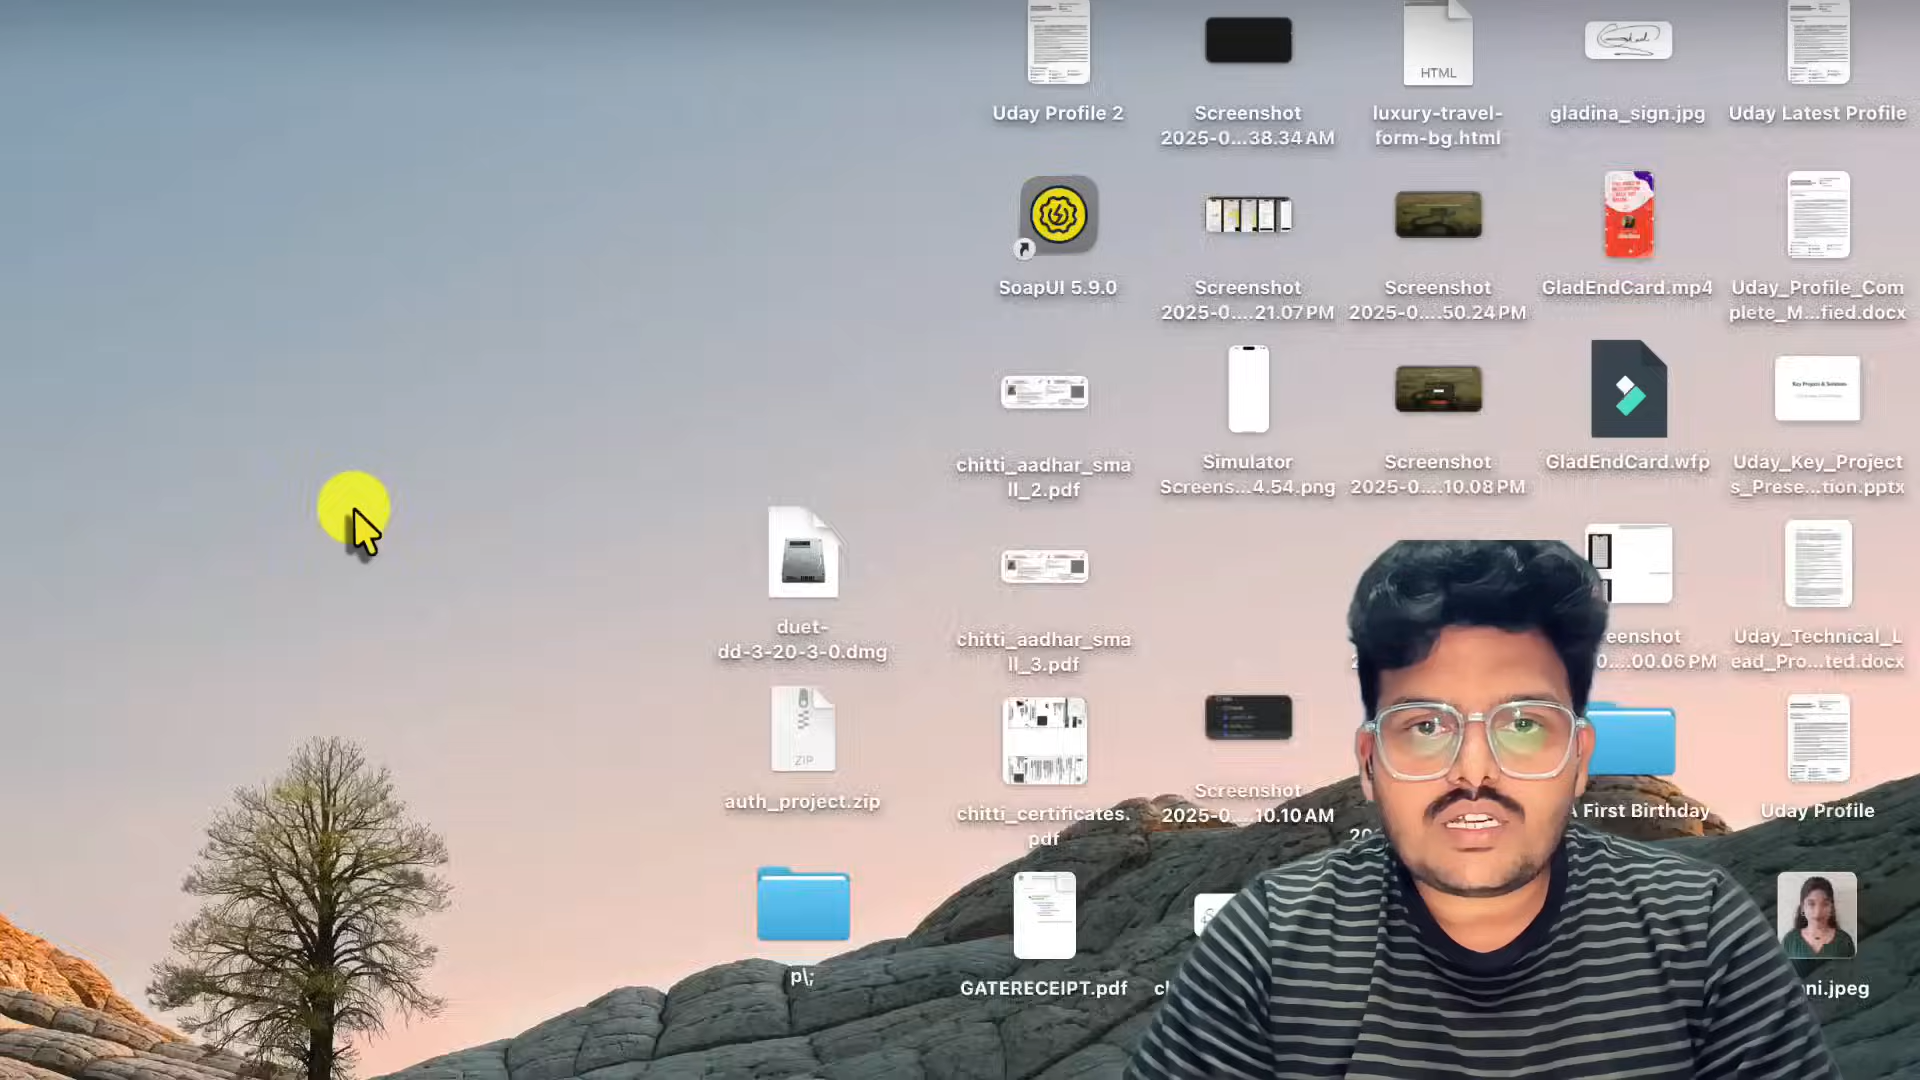 Uday Profile 2
Screenshot
2025-0...38.34 AM
HTML
luxury-travel-
form-bg.html
gladina_sign.jpg
Uday Latest Profile
SoapUI 5.9.0
Screenshot
2025-0....21.07 PM
Screenshot
2025-0....50.24 PM
GladEndCard.mp4
Uday_Profile_Com
plete_M...fied.docx
chitti_aadhar_sma
ll_2.pdf
Simulator
Screens...4.54.png
Screenshot
2025-0....10.08 PM
GladEndCard.wfp
Key Projects & Solutions
Uday_Key_Project
s_Prese...tion.pptx
duet-
dd-3-20-3-0.dmg
chitti_aadhar_sma
ll_3.pdf
eenshot
0....00.06 PM
Uday_Technical_L
ead_Pro...ted.docx
ZIP
auth_project.zip
chitti_certificates.
pdf
Screenshot
2025-0...10.10 AM
First Birthday
Uday Profile
p\;
GATERECEIPT.pdf
ni.jpeg